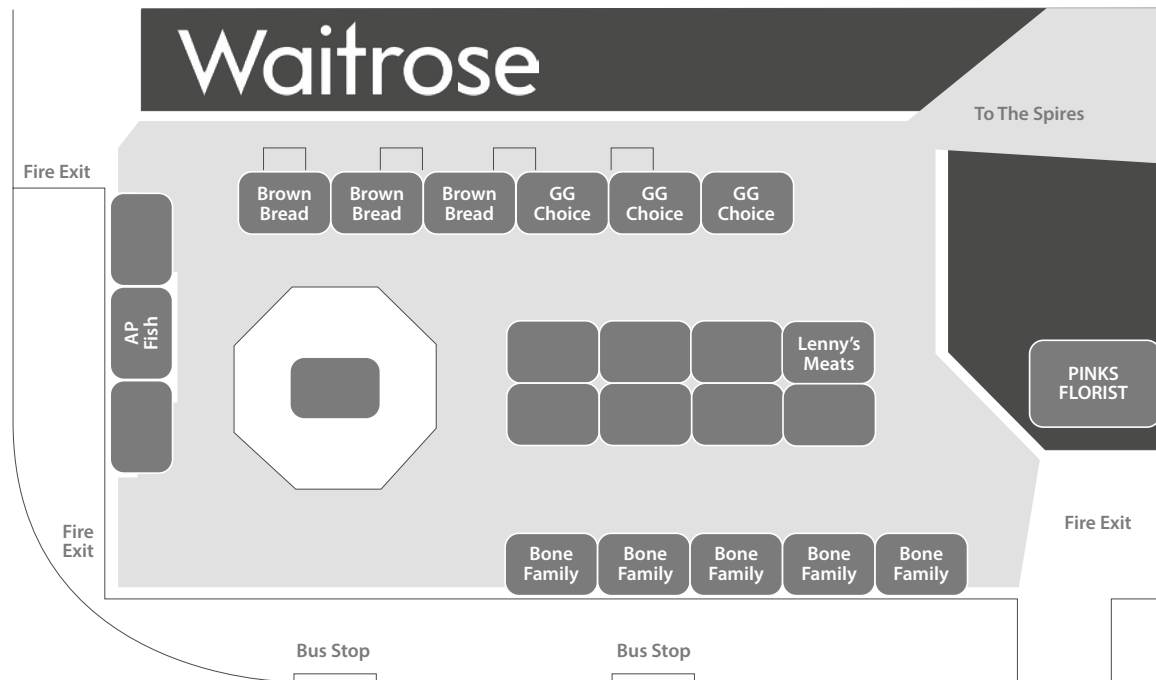 Waitrose
To The Spires
Fire Exit
Brown
Bread
Brown
Bread
Brown
Bread
GG
Choice
GG
Choice
GG
Choice
AP
Fish
Lenny’s
Meats
PINKS
FLORIST
Fire
Exit
Fire Exit
Bone
Family
Bone
Family
Bone
Family
Bone
Family
Bone
Family
Bus Stop
Bus Stop